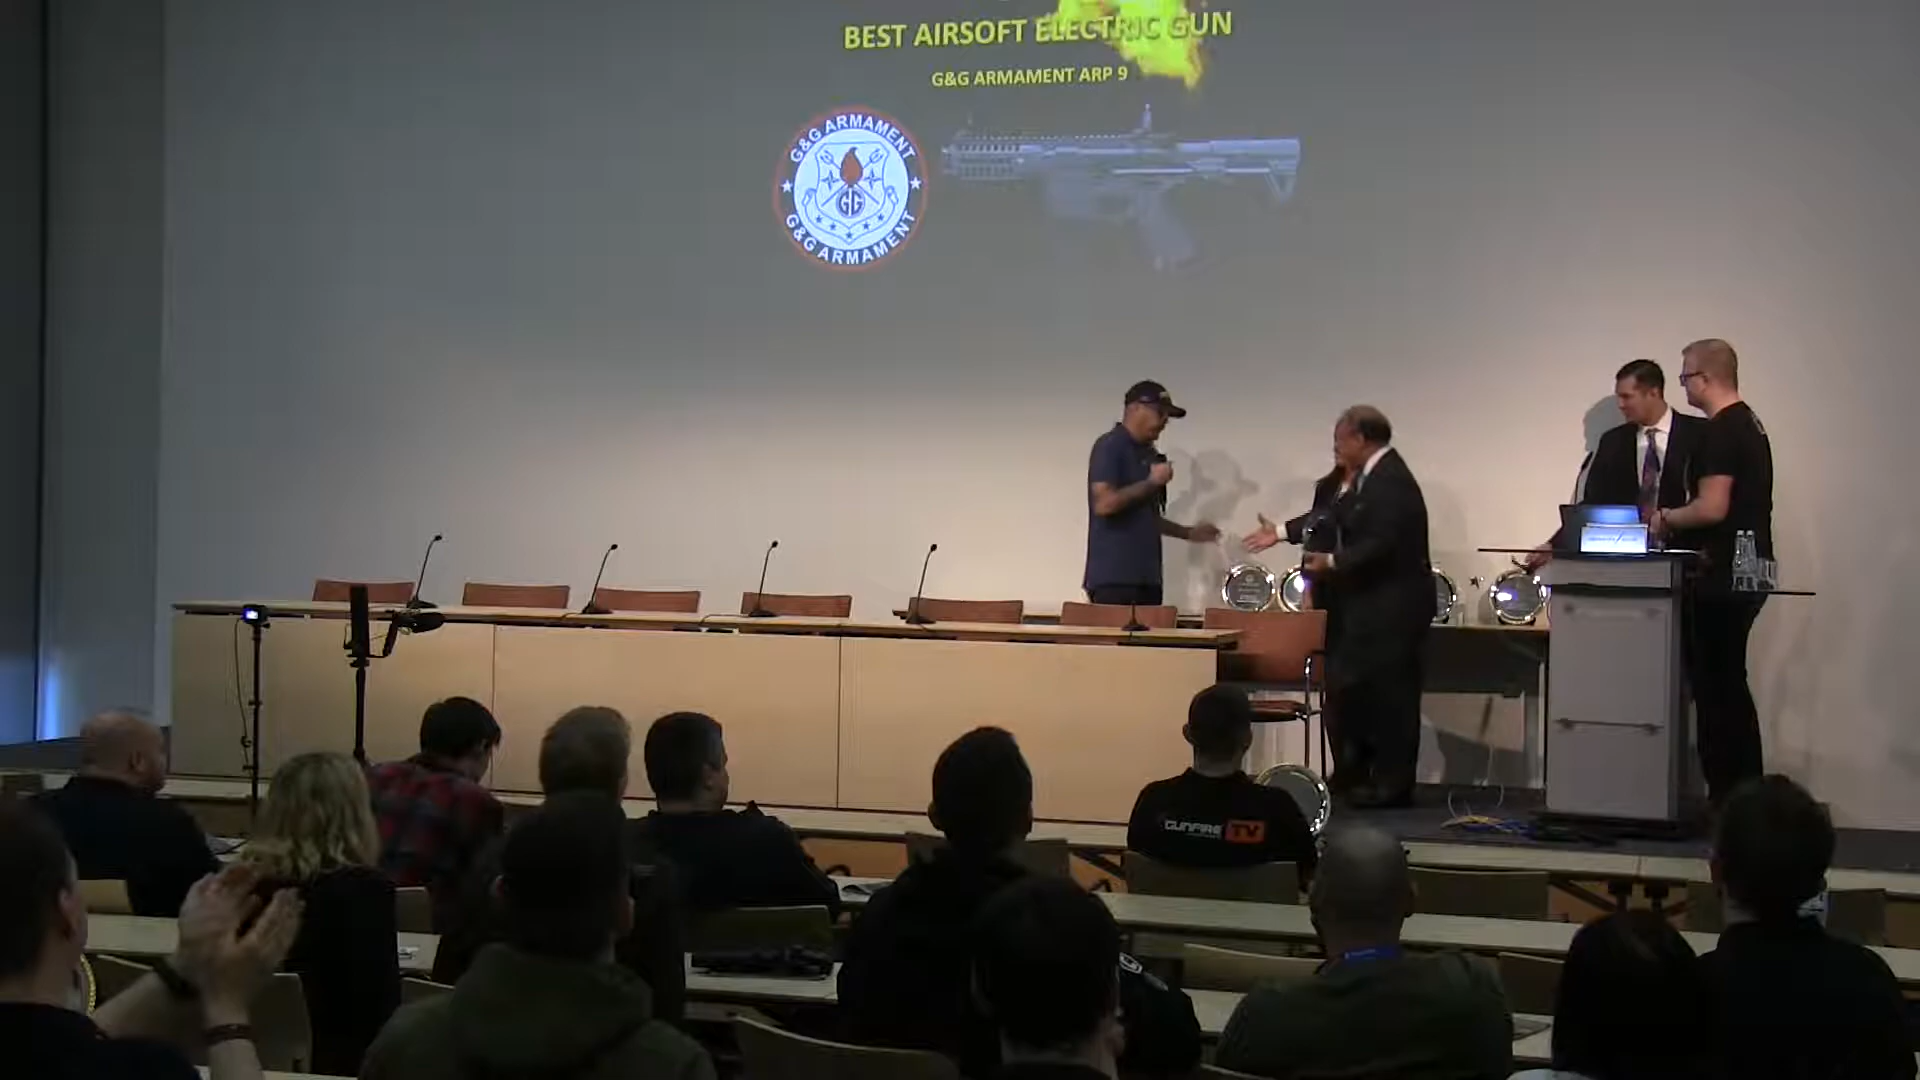 BEST AIRSOFT ELECTRIC GUN
G&G ARMAMENT ARP 9
G&G ARMAMENT
G&G
G&G ARMAMENT
GUNFIRE TV